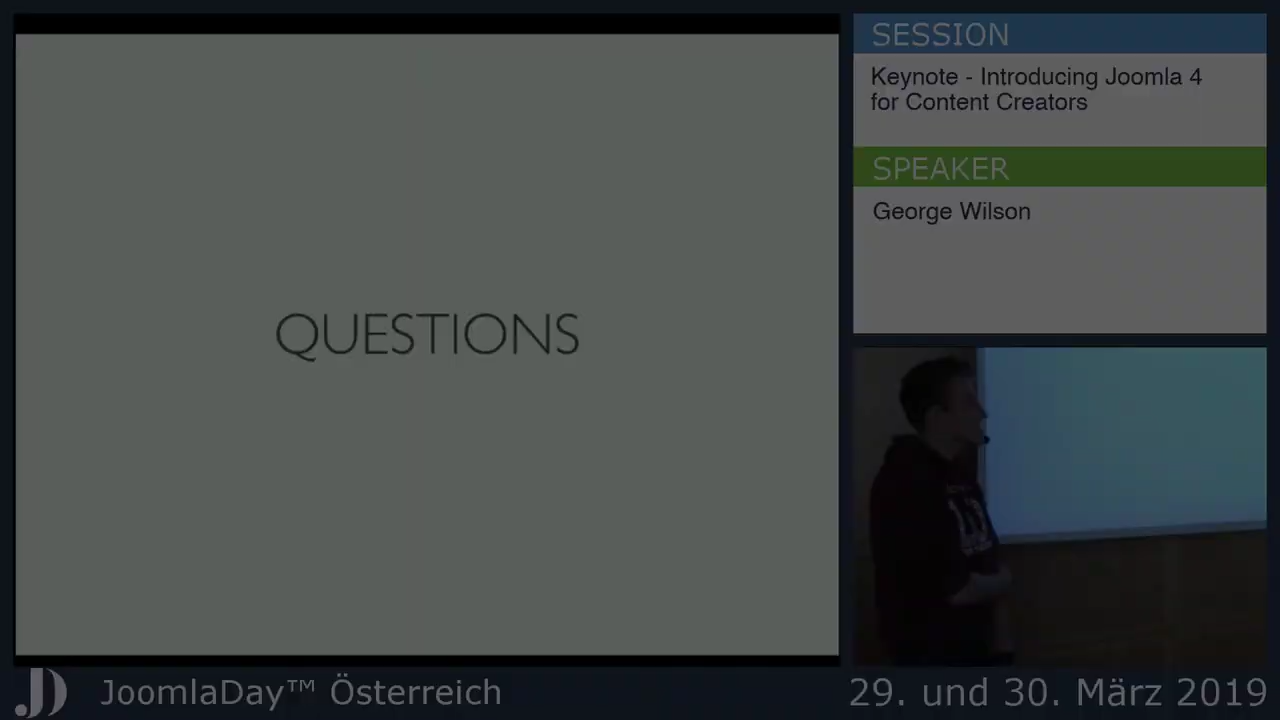 QUESTIONS
SESSION
Keynote - Introducing Joomla 4
for Content Creators
SPEAKER
George Wilson
JoomlaDay™ Österreich
29. und 30. März 2019